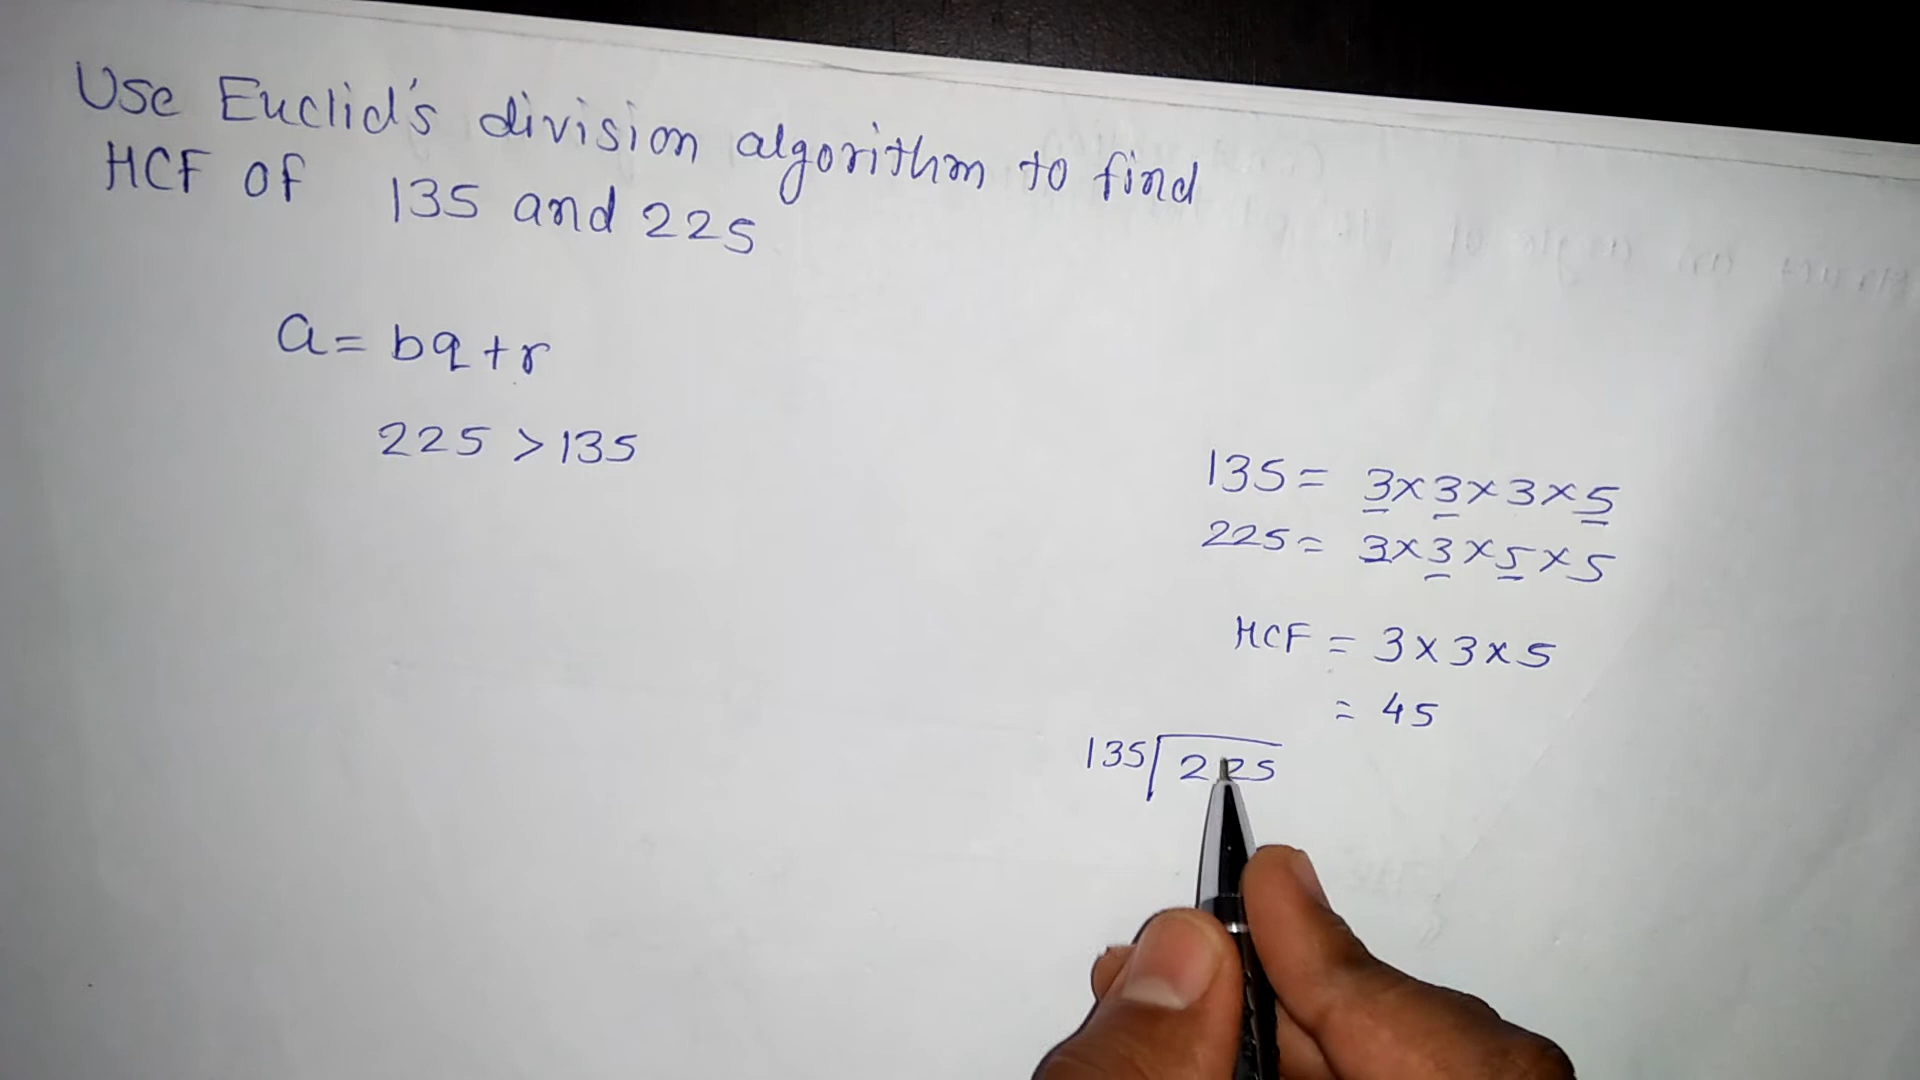 Use Euclid's division algorithm to find
HCF of 135 and 225
a = bq + r
225 > 135
135 = 3×3×3×5
225 = 3×3×5×5
HCF = 3×3×5
= 45
135 225